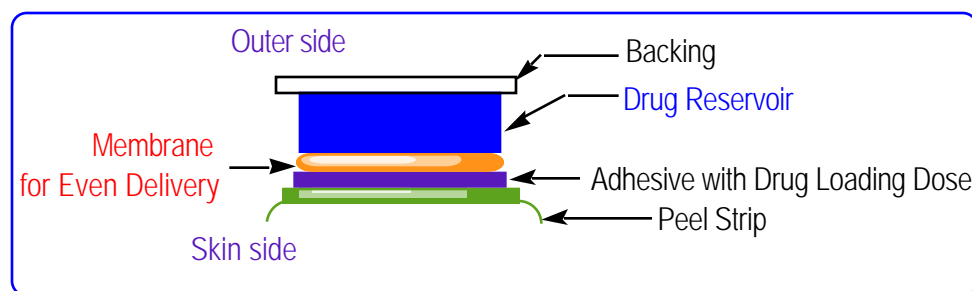 Outer side
Backing
Drug Reservoir
Membrane
for Even Delivery
Adhesive with Drug Loading Dose
Peel Strip
Skin side